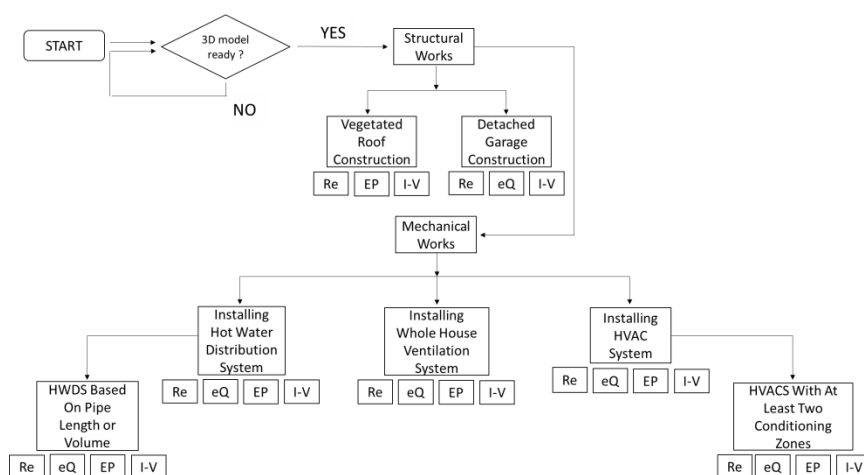 START
3D model
ready ?
YES
NO
Structural
Works
Vegetated
Roof
Construction
Re EP I-V
Detached
Garage
Construction
Re eQ I-V
Mechanical
Works
Installing
Hot Water
Distribution
System
Re eQ EP I-V
Installing
Whole House
Ventilation
System
Re eQ EP I-V
Installing
HVAC
System
Re eQ EP I-V
HWDS Based
On Pipe
Length or
Volume
Re eQ EP I-V
HVACS With At
Least Two
Conditioning
Zones
Re eQ EP I-V